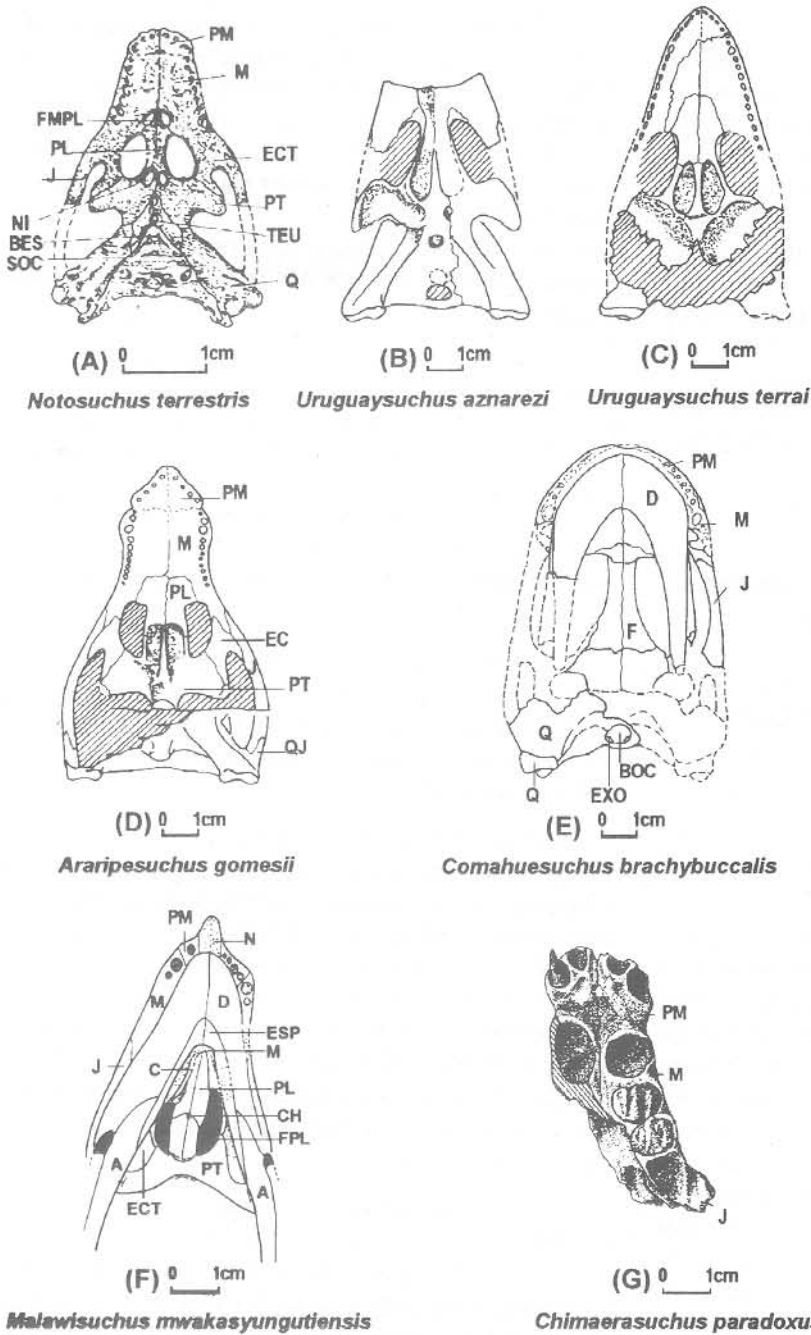 PM
M
FMPL
PL
ECT
J
PT
NI
BES
TEU
SOC
Q
(A) 0 1cm
(B) 0 1cm
(C) 0 1cm
Notosuchus terrestris
Uruguaysuchus aznarezi
Uruguaysuchus terrai
PM
M
PL
EC
PT
QJ
(D) 0 1cm
Araripesuchus gomesii
PM
D
M
J
F
Q
BOC
Q
EXO
(E) 0 1cm
Comahuesuchus brachybuccalis
PM
N
M
D
ESP
J
M
C
PL
CH
FPL
A
PT
A
ECT
(F) 0 1cm
Malawisuchus mwakasyungutiensis
PM
M
J
(G) 0 1cm
Chimaerasuchus paradoxu